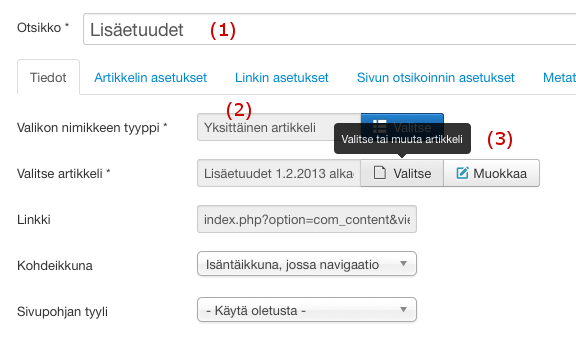 Otsikko * Lisäetuudet (1)
Tiedot Artikkelin asetukset Linkin asetukset Sivun otsikoinnin asetukset Metat
(2)
Valikon nimikkeen tyyppi * Yksittäinen artikkeli Valitse
Valitse tai muuta artikkeli (3)
Valitse artikkeli * Lisäetuudet 1.2.2013 alka Valitse Muokkaa
Linkki index.php?option=com_content&vie
Kohdeikkuna Isäntäikkuna, jossa navigaatio
Sivupohjan tyyli - Käytä oletusta -